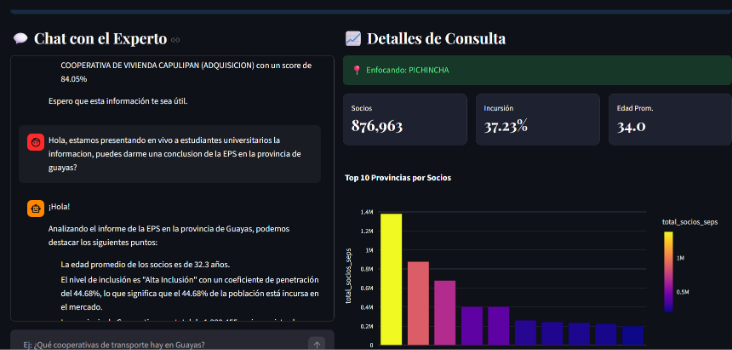 Chat con el Experto
COOPERATIVA DE VIVIENDA CAPULIPAN (ADQUISICION) con un score de
84.05%
Espero que esta información te sea útil.
Hola, estamos presentando en vivo a estudiantes universitarios la
informacion, puedes darme una conclusion de la EPS en la provincia de
guayas?
¡Hola!
Analizando el informe de la EPS en la provincia de Guayas, podemos
destacar los siguientes puntos:
La edad promedio de los socios es de 32.3 años.
El nivel de inclusión es "Alta Inclusión" con un coeficiente de penetración
del 44.68%, lo que significa que el 44.68% de la población está incursa en
el mercado.
Ej: ¿Qué cooperativas de transporte hay en Guayas?
Detalles de Consulta
Enfocando: PICHINCHA
Socios
876,963
Incursión
37.23%
Edad Prom.
34.0
Top 10 Provincias por Socios
total_socios_seps
1.4M
1.2M
1M
0.8M
0.6M
0.4M
0.2M
0
total_socios_seps
1M
0.5M